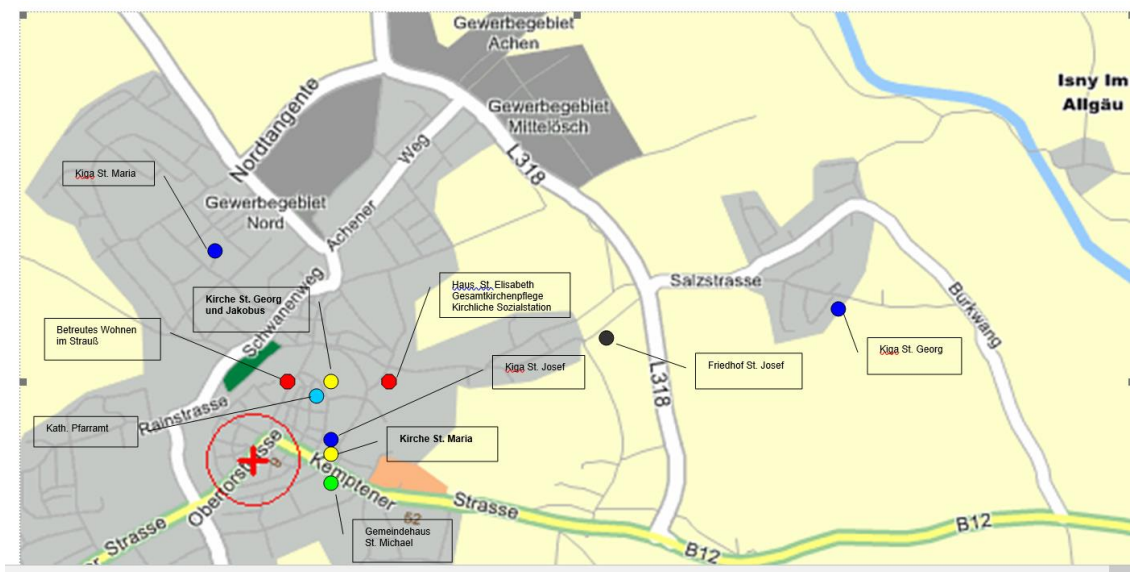 Gewerbegebiet
Achen
Isny Im
Allgäu
Gewerbegebiet
Mittelösch
Nordtangente
L318
Achener Weg
Kiga St. Maria
Gewerbegebiet
Nord
Schwanenweg
Salzstrasse
Burkwang
Kirche St. Georg
und Jakobus
Haus St. Elisabeth
Gesamtkirchenpflege
Kirchliche Sozialstation
Betreutes Wohnen
im Strauß
Kiga St. Josef
Friedhof St. Josef
Kiga St. Georg
L318
Rainstrasse
Kath. Pfarramt
Kirche St. Maria
Obertorstrasse
Kemptener Strasse
er Strasse
52
Gemeindehaus
St. Michael
B12
B12